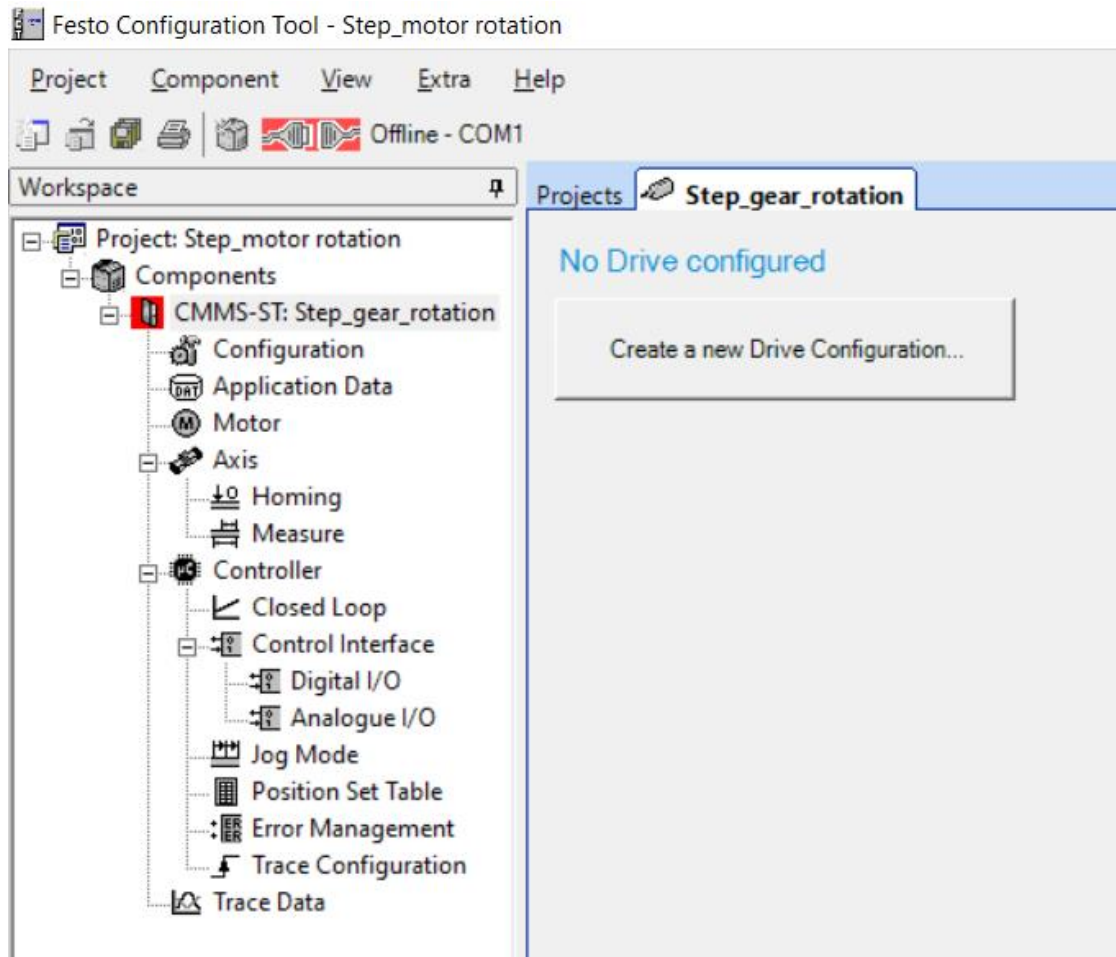 Festo Configuration Tool - Step_motor rotation
Project Component View Extra Help
Offline - COM1
Workspace
Projects Step_gear_rotation
Project: Step_motor rotation
Components
CMMS-ST: Step_gear_rotation
Configuration
Application Data
Motor
Axis
Homing
Measure
Controller
Closed Loop
Control Interface
Digital I/O
Analogue I/O
Jog Mode
Position Set Table
Error Management
Trace Configuration
Trace Data
No Drive configured
Create a new Drive Configuration...